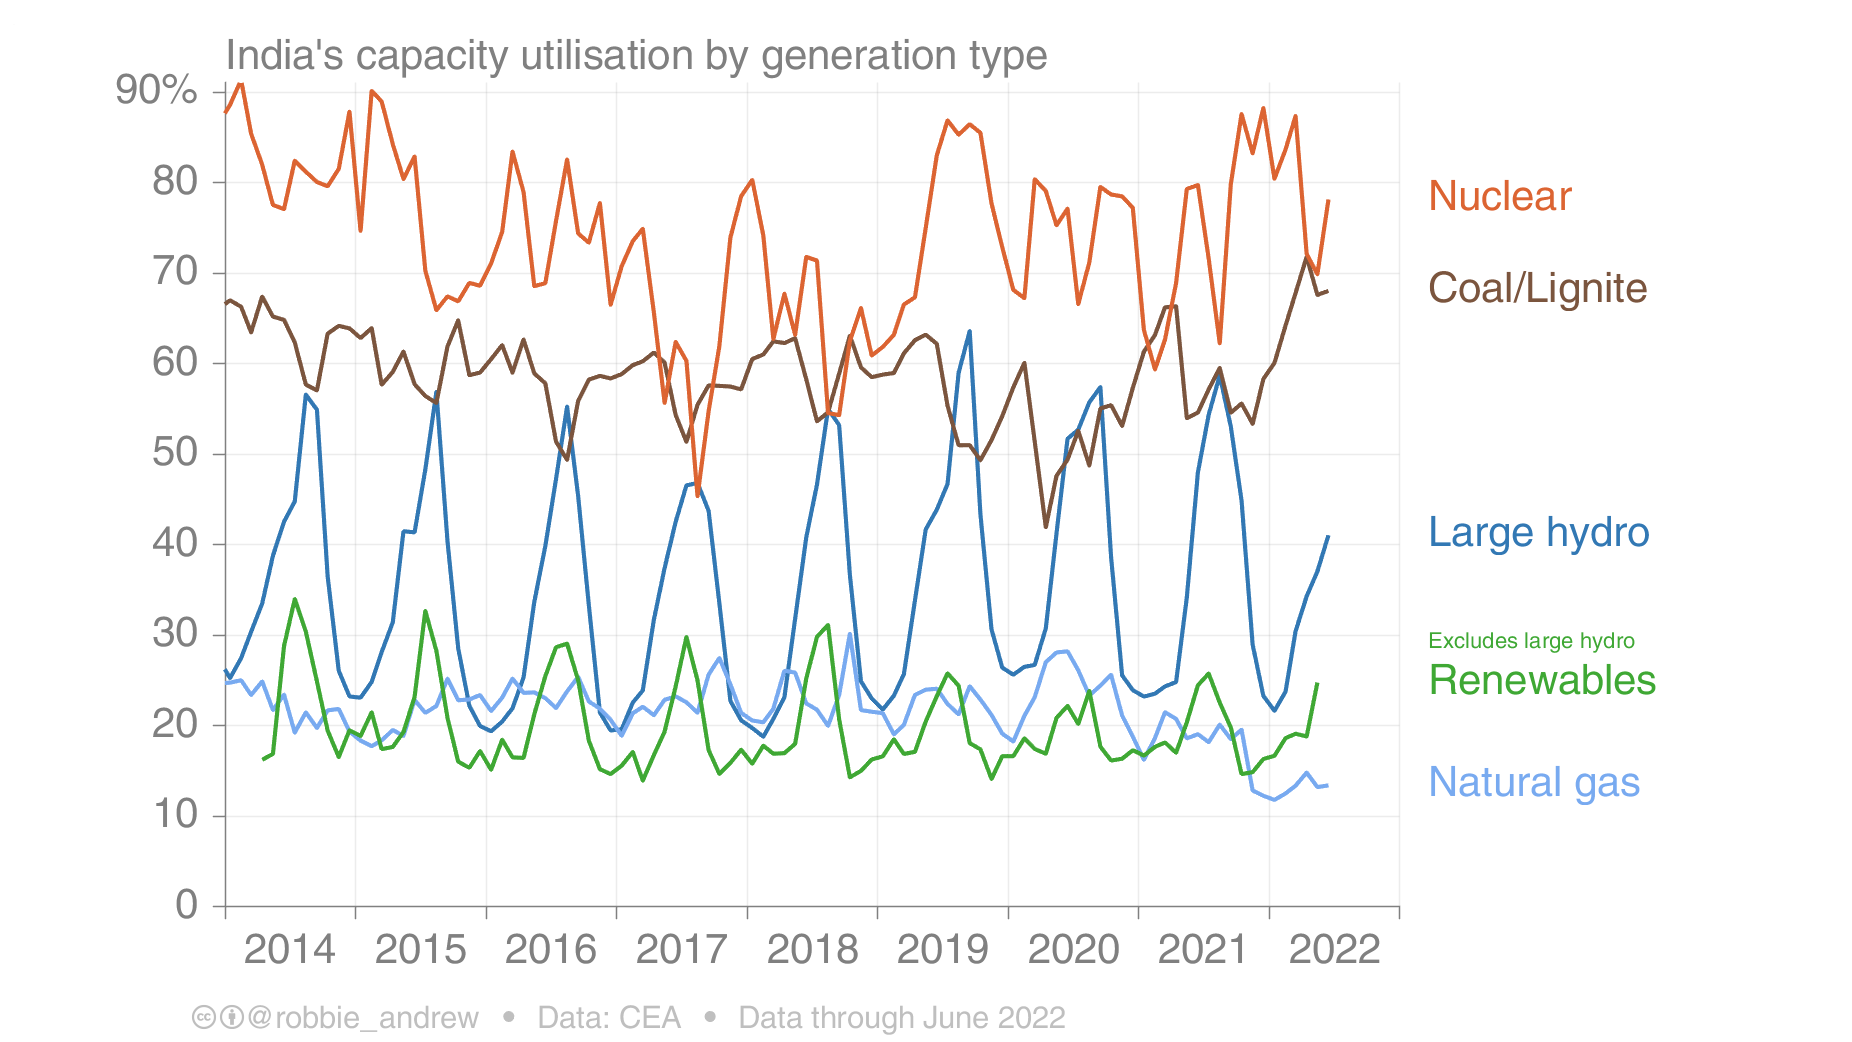 India's capacity utilisation by generation type
90%
80
70
60
50
40
30
20
10
0
2014 2015 2016 2017 2018 2019 2020 2021 2022
Nuclear
Coal/Lignite
Large hydro
Excludes large hydro
Renewables
Natural gas
cc @robbie_andrew • Data: CEA • Data through June 2022